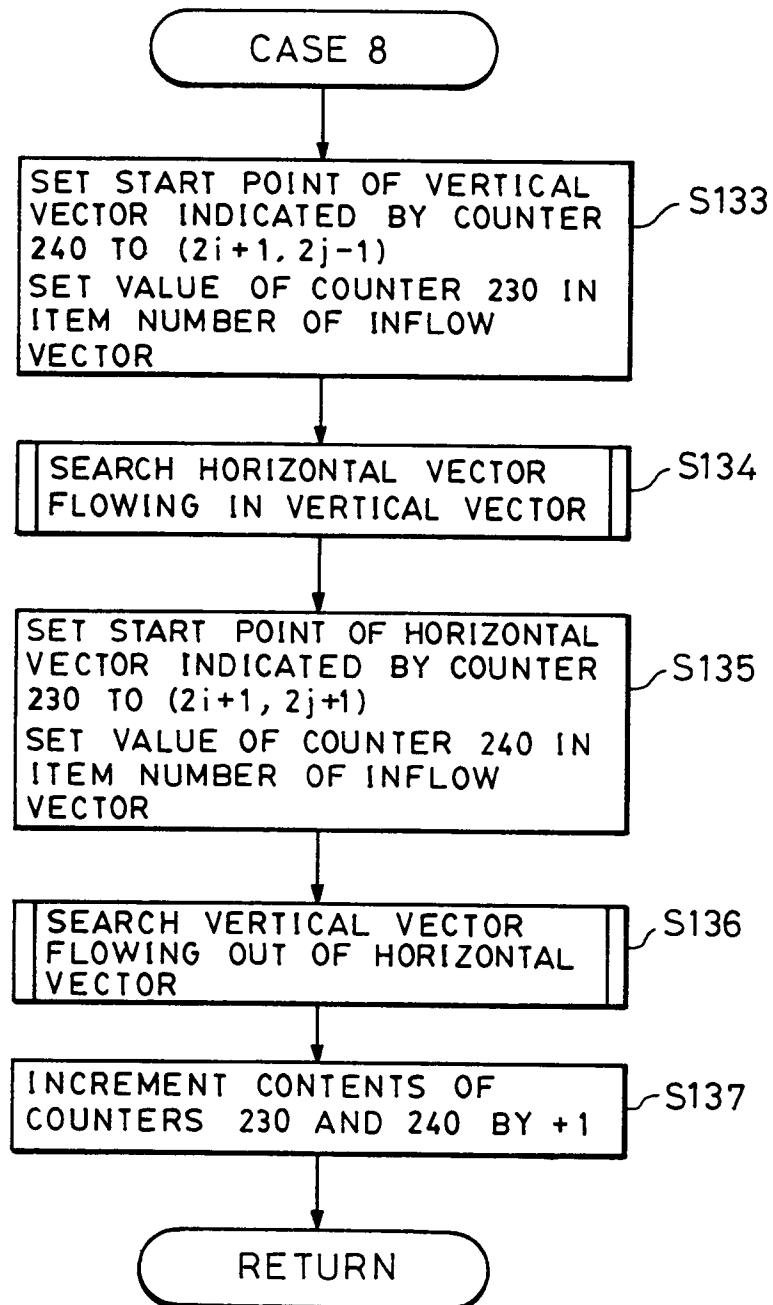 CASE 8
SET START POINT OF VERTICAL
VECTOR INDICATED BY COUNTER
240 TO (2i+1, 2j-1)
SET VALUE OF COUNTER 230 IN
ITEM NUMBER OF INFLOW
VECTOR
S133
SEARCH HORIZONTAL VECTOR
FLOWING IN VERTICAL VECTOR
S134
SET START POINT OF HORIZONTAL
VECTOR INDICATED BY COUNTER
230 TO (2i+1, 2j+1)
SET VALUE OF COUNTER 240 IN
ITEM NUMBER OF INFLOW
VECTOR
S135
SEARCH VERTICAL VECTOR
FLOWING OUT OF HORIZONTAL
VECTOR
S136
INCREMENT CONTENTS OF
COUNTERS 230 AND 240 BY +1
S137
RETURN